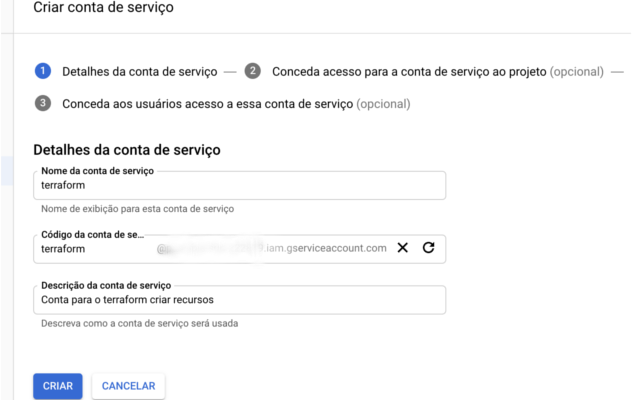 Criar conta de serviço
1 Detalhes da conta de serviço — 2 Conceda acesso para a conta de serviço ao projeto (opcional) —
3 Conceda aos usuários acesso a essa conta de serviço (opcional)
Detalhes da conta de serviço
Nome da conta de serviço
terraform
Nome de exibição para esta conta de serviço
Código da conta de se...
terraform @ .iam.gserviceaccount.com
Descrição da conta de serviço
Conta para o terraform criar recursos
Descreva como a conta de serviço será usada
CRIAR CANCELAR